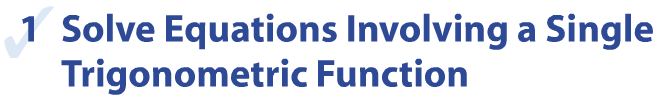 1 Solve Equations Involving a Single
Trigonometric Function